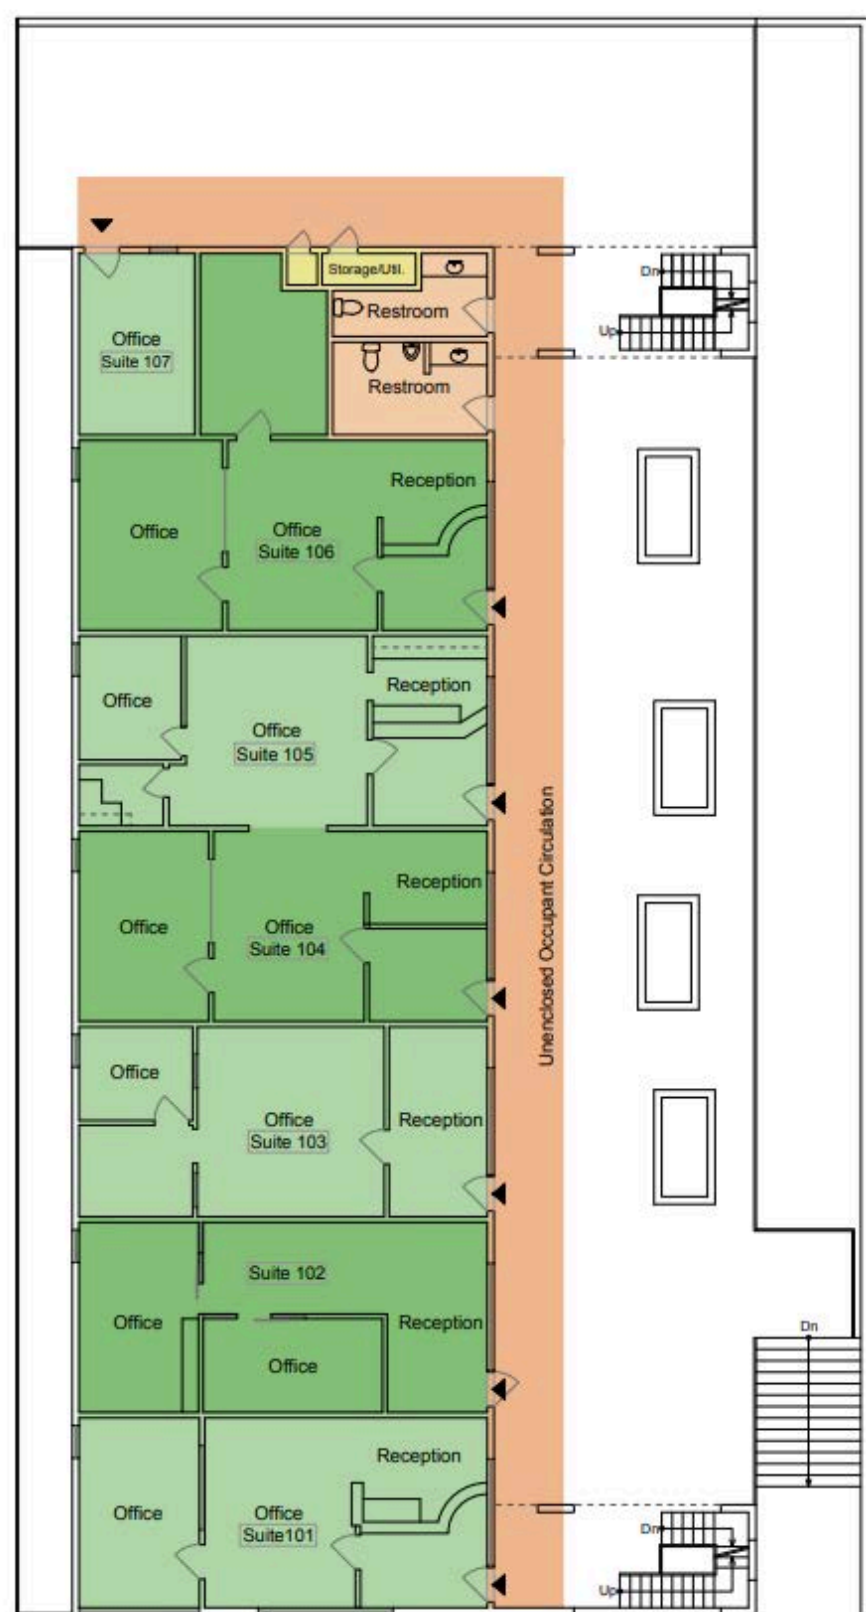 Storage/Util.
Dn
Restroom
Up
Office
Suite 107
Restroom
Reception
Office
Office
Suite 106
Reception
Office
Office
Suite 105
Unenclosed Occupant Circulation
Reception
Office
Office
Suite 104
Office
Office
Suite 103
Reception
Suite 102
Office
Reception
Dn
Office
Reception
Office
Office
Suite101
Dn
Up